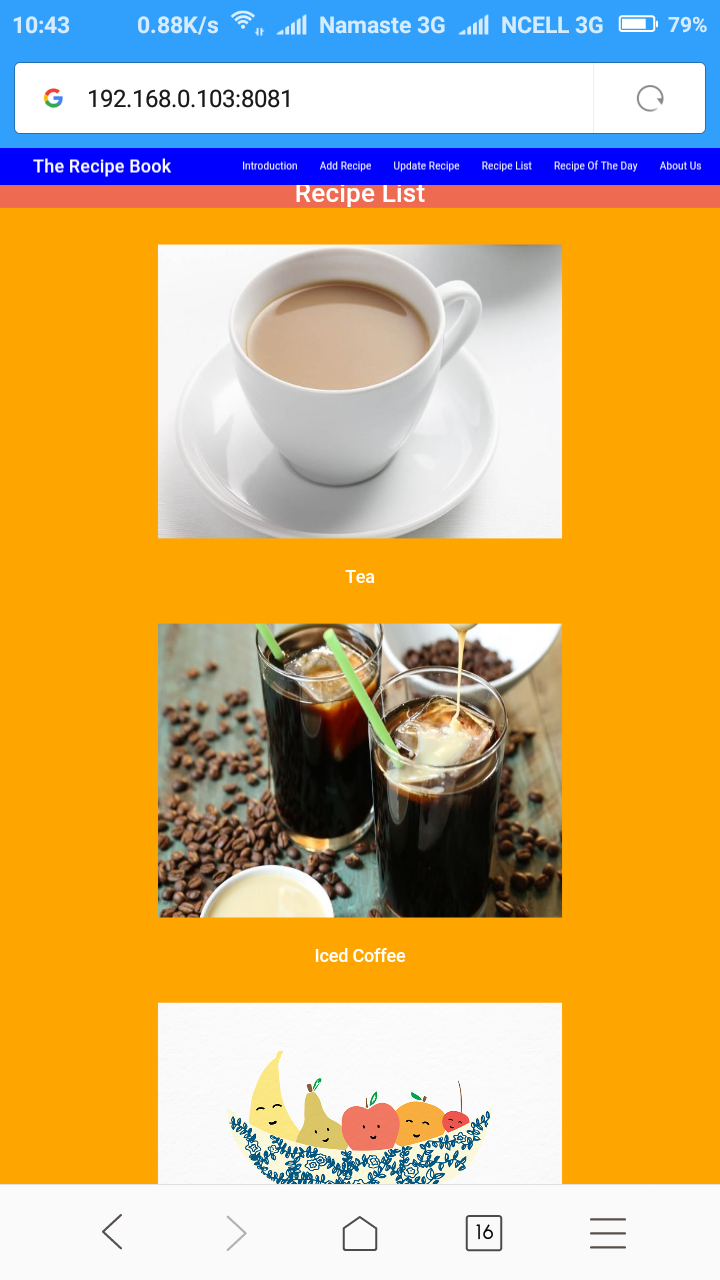 10:43 0.88K/s Namaste 3G NCELL 3G 79%
192.168.0.103:8081
The Recipe Book Introduction Add Recipe Update Recipe Recipe List Recipe Of The Day About Us
Recipe List
Tea
Iced Coffee
16